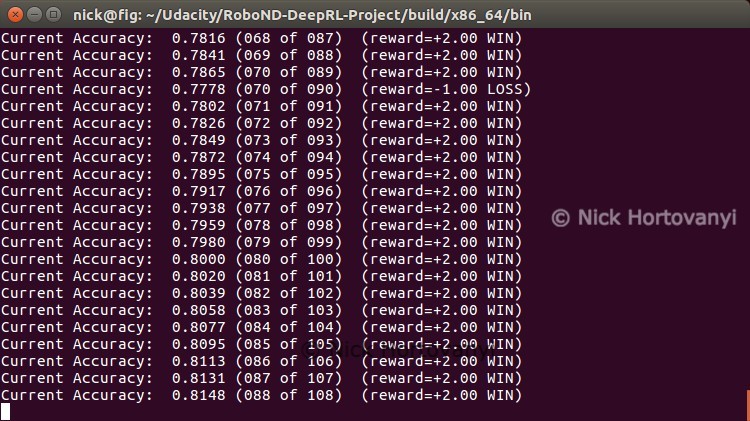 nick@fig: ~/Udacity/RoboND-DeepRL-Project/build/x86_64/bin
Current Accuracy:  0.7816 (068 of 087)  (reward=+2.00 WIN)
Current Accuracy:  0.7841 (069 of 088)  (reward=+2.00 WIN)
Current Accuracy:  0.7865 (070 of 089)  (reward=+2.00 WIN)
Current Accuracy:  0.7778 (070 of 090)  (reward=-1.00 LOSS)
Current Accuracy:  0.7802 (071 of 091)  (reward=+2.00 WIN)
Current Accuracy:  0.7826 (072 of 092)  (reward=+2.00 WIN)
Current Accuracy:  0.7849 (073 of 093)  (reward=+2.00 WIN)
Current Accuracy:  0.7872 (074 of 094)  (reward=+2.00 WIN)
Current Accuracy:  0.7895 (075 of 095)  (reward=+2.00 WIN)
Current Accuracy:  0.7917 (076 of 096)  (reward=+2.00 WIN)
Current Accuracy:  0.7938 (077 of 097)  (reward=+2.00 WIN)
© Nick Hortovanyi
Current Accuracy:  0.7959 (078 of 098)  (reward=+2.00 WIN)
Current Accuracy:  0.7980 (079 of 099)  (reward=+2.00 WIN)
Current Accuracy:  0.8000 (080 of 100)  (reward=+2.00 WIN)
Current Accuracy:  0.8020 (081 of 101)  (reward=+2.00 WIN)
Current Accuracy:  0.8039 (082 of 102)  (reward=+2.00 WIN)
Current Accuracy:  0.8058 (083 of 103)  (reward=+2.00 WIN)
Current Accuracy:  0.8077 (084 of 104)  (reward=+2.00 WIN)
Current Accuracy:  0.8095 (085 of 105)  (reward=+2.00 WIN)
© Nick Hortovanyi
Current Accuracy:  0.8113 (086 of 106)  (reward=+2.00 WIN)
Current Accuracy:  0.8131 (087 of 107)  (reward=+2.00 WIN)
Current Accuracy:  0.8148 (088 of 108)  (reward=+2.00 WIN)